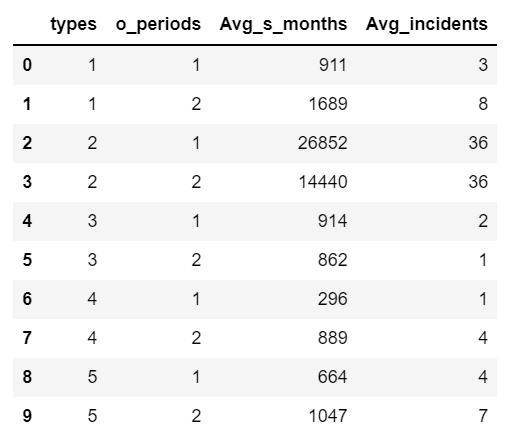 types o_periods Avg_s_months Avg_incidents
0 1 1 911 3
1 1 2 1689 8
2 2 1 26852 36
3 2 2 14440 36
4 3 1 914 2
5 3 2 862 1
6 4 1 296 1
7 4 2 889 4
8 5 1 664 4
9 5 2 1047 7